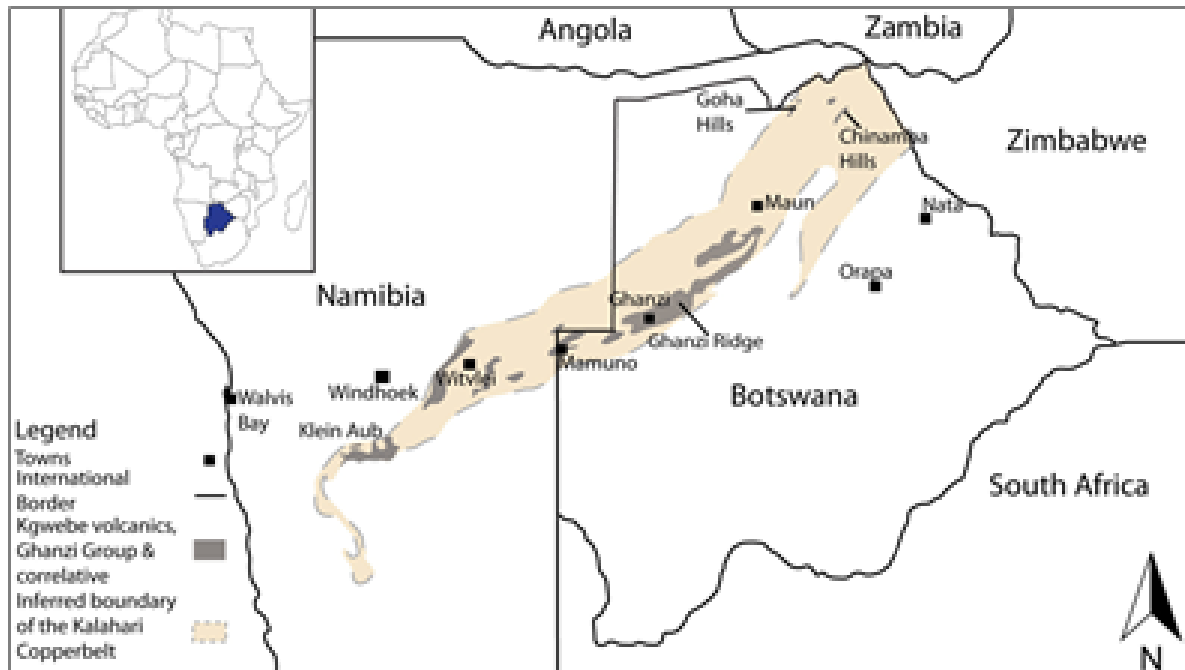 Angola
Zambia
Goha
Hills
Chinamba
Hills
Zimbabwe
Maun
Nata
Orapa
Namibia
Ghanzi
Ghanzi Ridge
Mamuno
Witvlei
Windhoek
Botswana
Walvis
Bay
Klein Aub
South Africa
Legend
Towns
International
Border
Kgwebe volcanics,
Ghanzi Group &
correlative
Inferred boundary
of the Kalahari
Copperbelt
N